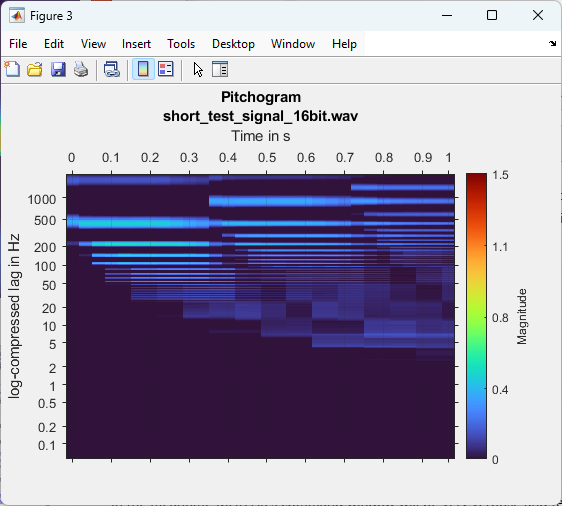 Figure 3
File Edit View Insert Tools Desktop Window Help
Pitchogram
short_test_signal_16bit.wav
Time in s
0 0.1 0.2 0.3 0.4 0.5 0.6 0.7 0.8 0.9 1
log-compressed lag in Hz
1000
500
200
100
50
20
10
5
2
1
0.5
0.2
0.1
1.5
1.1
0.8
0.4
0
Magnitude